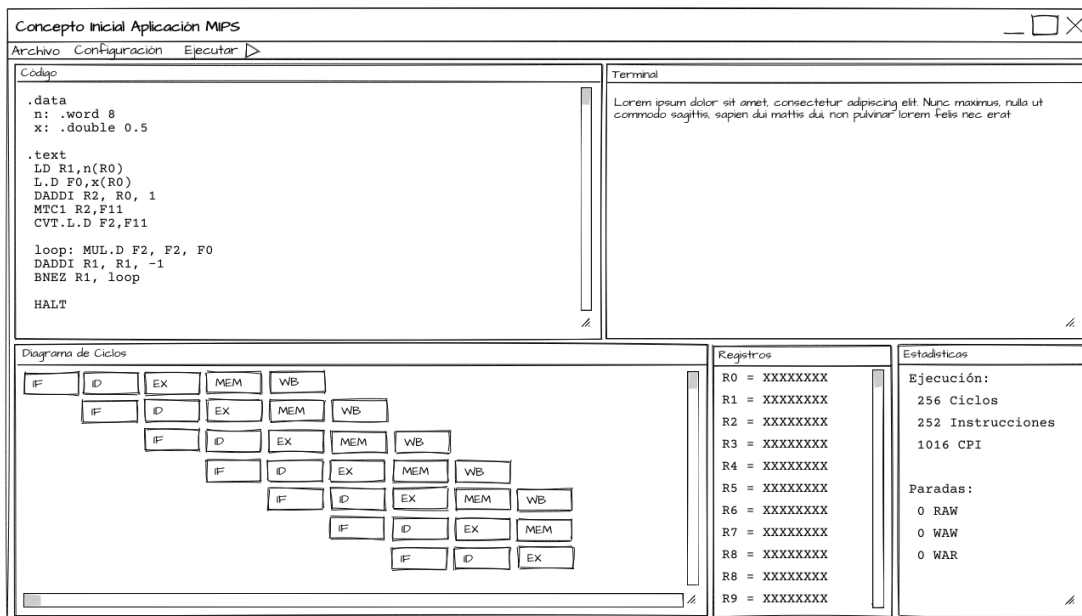 Concepto Inicial Aplicación MIPS
Archivo Configuración Ejecutar
Código
.data
n: .word 8
x: .double 0.5
.text
LD R1,n(R0)
L.D F0,x(R0)
DADDI R2, R0, 1
MTC1 R2,F11
CVT.L.D F2,F11
loop: MUL.D F2, F2, F0
DADDI R1, R1, -1
BNEZ R1, loop
HALT
Terminal
Lorem ipsum dolor sit amet, consectetur adipiscing elit. Nunc maximus, nulla ut
commodo sagittis, sapien dui mattis dui, non pulvinar lorem felis nec erat
Diagrama de Ciclos
IF ID EX MEM WB
IF ID EX MEM WB
IF ID EX MEM WB
IF ID EX MEM WB
IF ID EX MEM WB
IF ID EX MEM
IF ID EX
Registros
R0 = XXXXXXXX
R1 = XXXXXXXX
R2 = XXXXXXXX
R3 = XXXXXXXX
R4 = XXXXXXXX
R5 = XXXXXXXX
R6 = XXXXXXXX
R7 = XXXXXXXX
R8 = XXXXXXXX
R8 = XXXXXXXX
R9 = XXXXXXXX
Estadísticas
Ejecución:
256 Ciclos
252 Instrucciones
1016 CPI
Paradas:
0 RAW
0 WAW
0 WAR